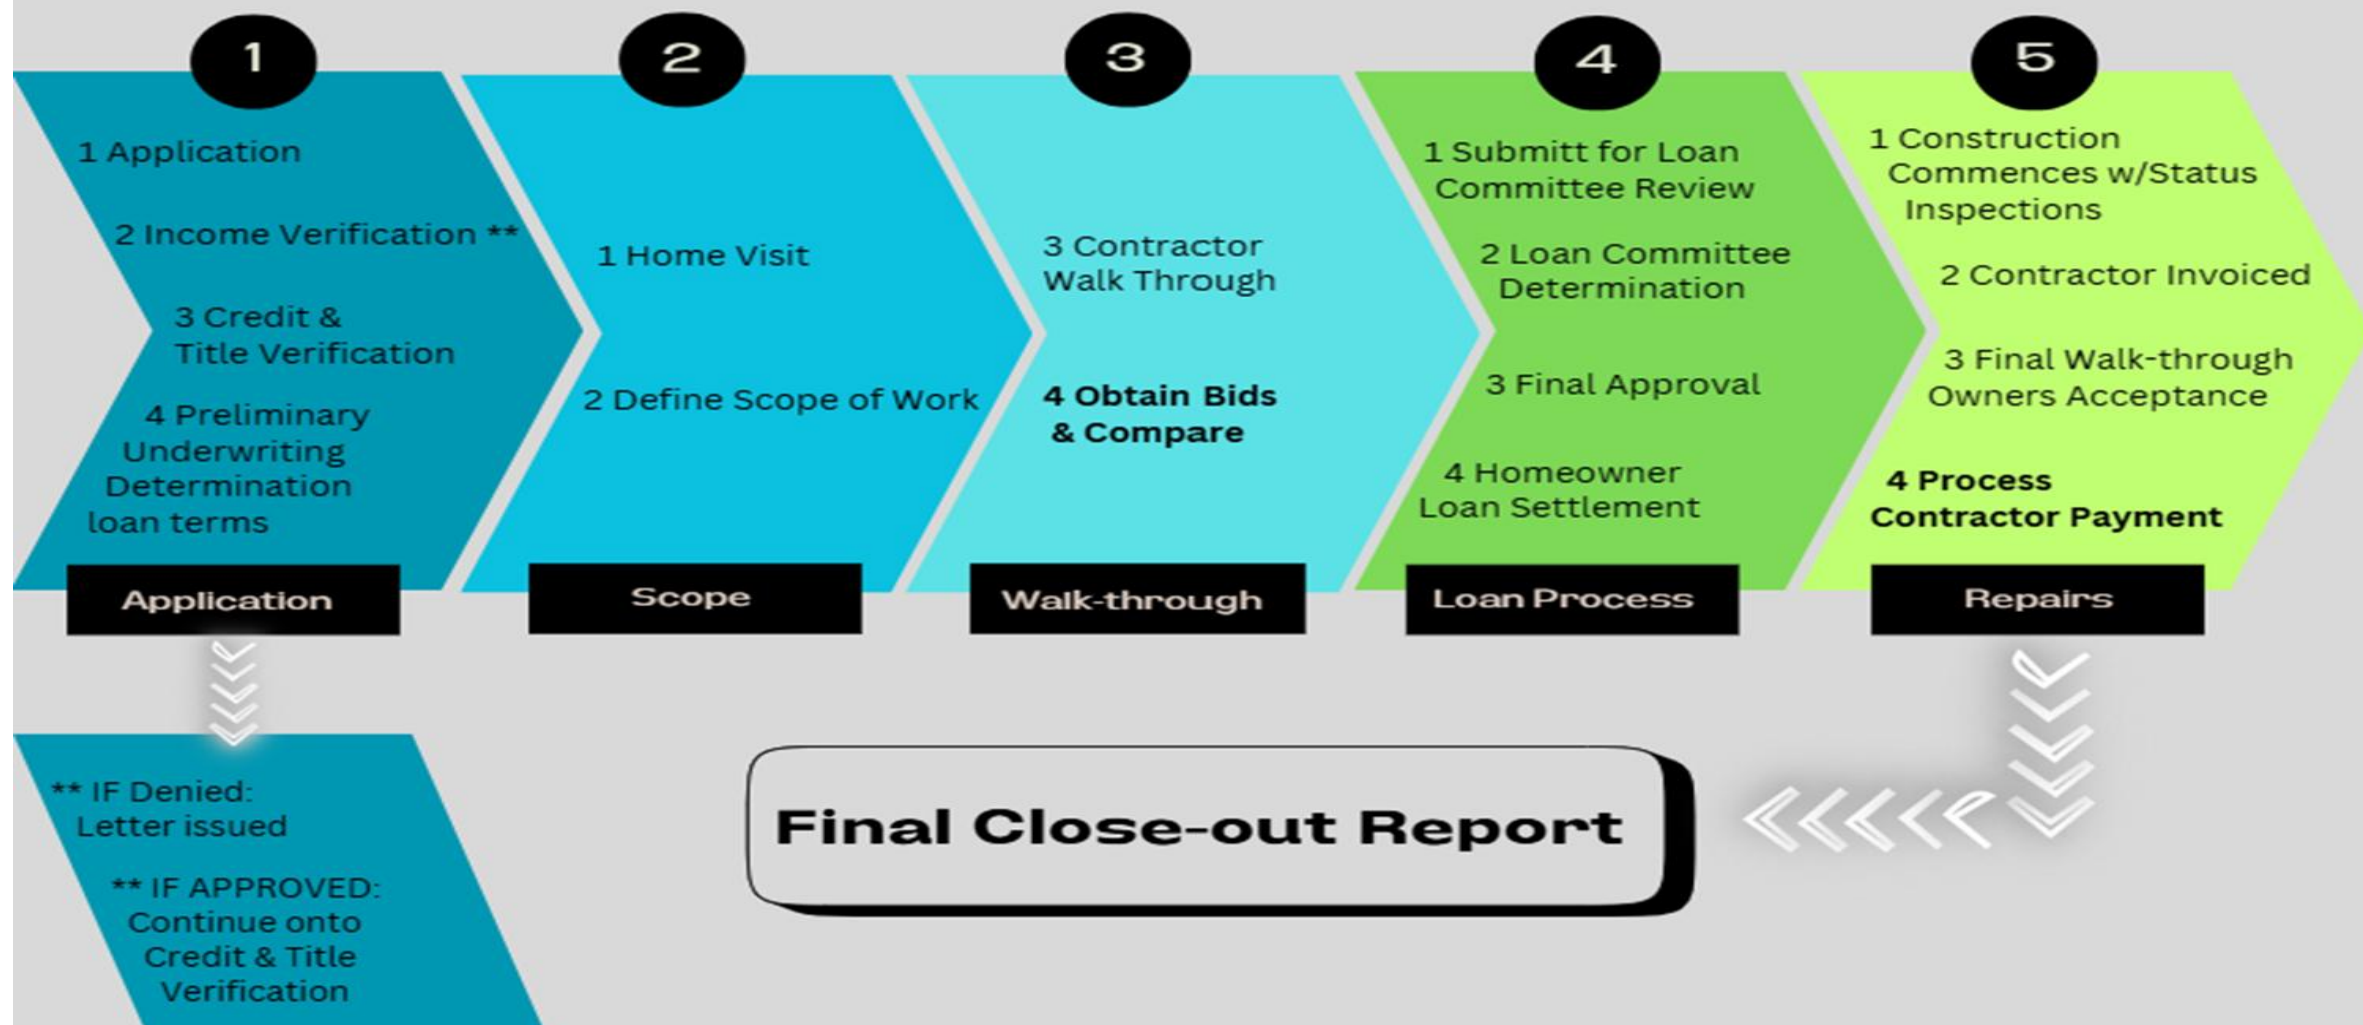 1
1 Application
2 Income Verification **
3 Credit &
Title Verification
4 Preliminary
Underwriting
Determination
loan terms
Application
2
1 Home Visit
2 Define Scope of Work
Scope
3
3 Contractor
Walk Through
4 Obtain Bids
& Compare
Walk-through
4
1 Submitt for Loan
Committee Review
2 Loan Committee
Determination
3 Final Approval
4 Homeowner
Loan Settlement
Loan Process
5
1 Construction
Commences w/Status
Inspections
2 Contractor Invoiced
3 Final Walk-through
Owners Acceptance
4 Process
Contractor Payment
Repairs
** IF Denied:
Letter issued
** IF APPROVED:
Continue onto
Credit & Title
Verification
Final Close-out Report